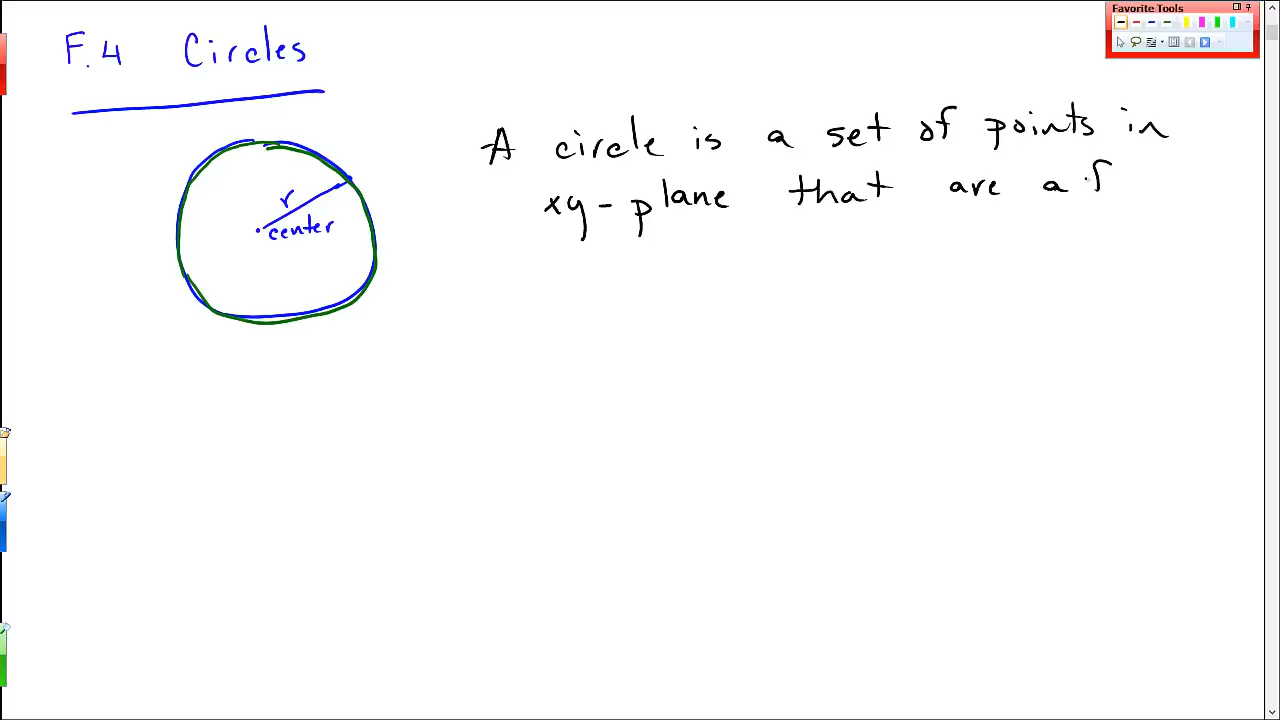 Favorite Tools
F.4 Circles
A circle is a set of points in
xy-plane that are a f
r
center